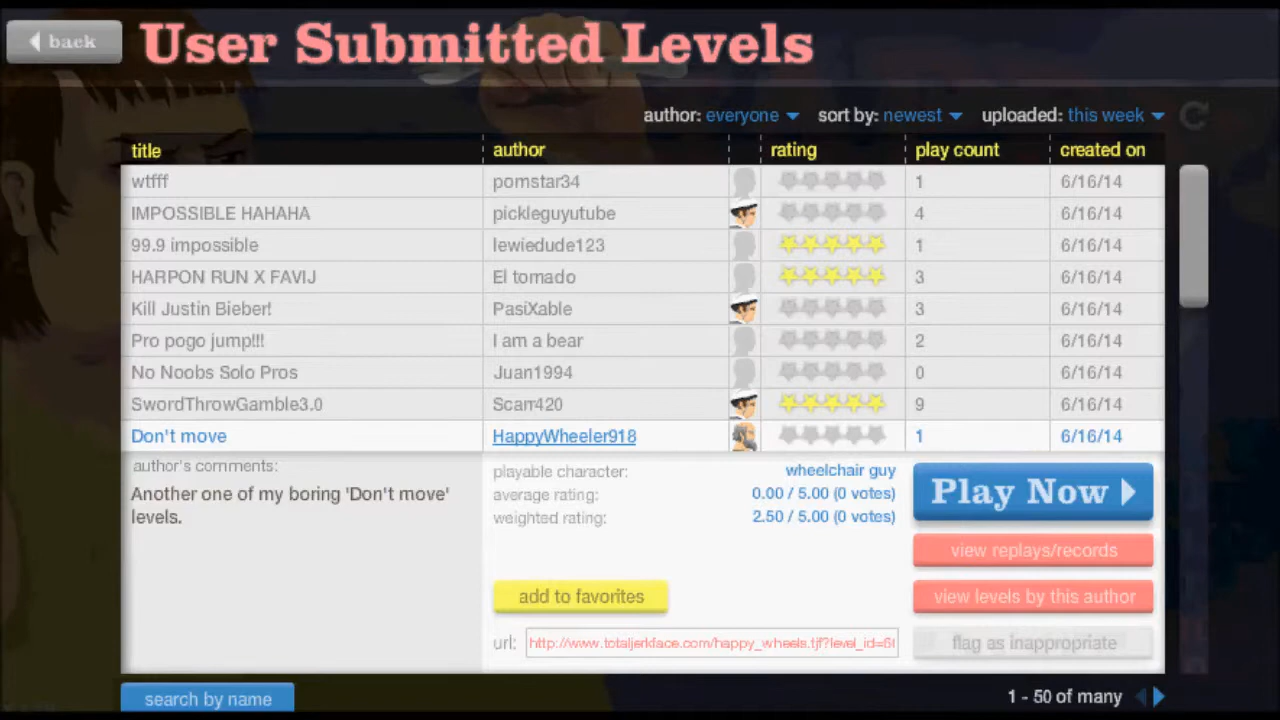 back
User Submitted Levels
author: everyone sort by: newest uploaded: this week
title author rating play count created on
wtfff pornstar34 1 6/16/14
IMPOSSIBLE HAHAHA pickleguyutube 4 6/16/14
99.9 impossible lewiedude123 1 6/16/14
HARPON RUN X FAVIJ El tornado 3 6/16/14
Kill Justin Bieber! PasiXable 3 6/16/14
Pro pogo jump!!! I am a bear 2 6/16/14
No Noobs Solo Pros Juan1994 0 6/16/14
SwordThrowGamble3.0 Scarr420 9 6/16/14
Don't move HappyWheeler918 1 6/16/14
author's comments:
Another one of my boring 'Don't move'
levels.
playable character: wheelchair guy
average rating: 0.00 / 5.00 (0 votes)
weighted rating: 2.50 / 5.00 (0 votes)
Play Now
view replays/records
add to favorites
view levels by this author
url: http://www.totaljerkface.com/happy_wheels.tjf?level_id=
flag as inappropriate
search by name
1 - 50 of many